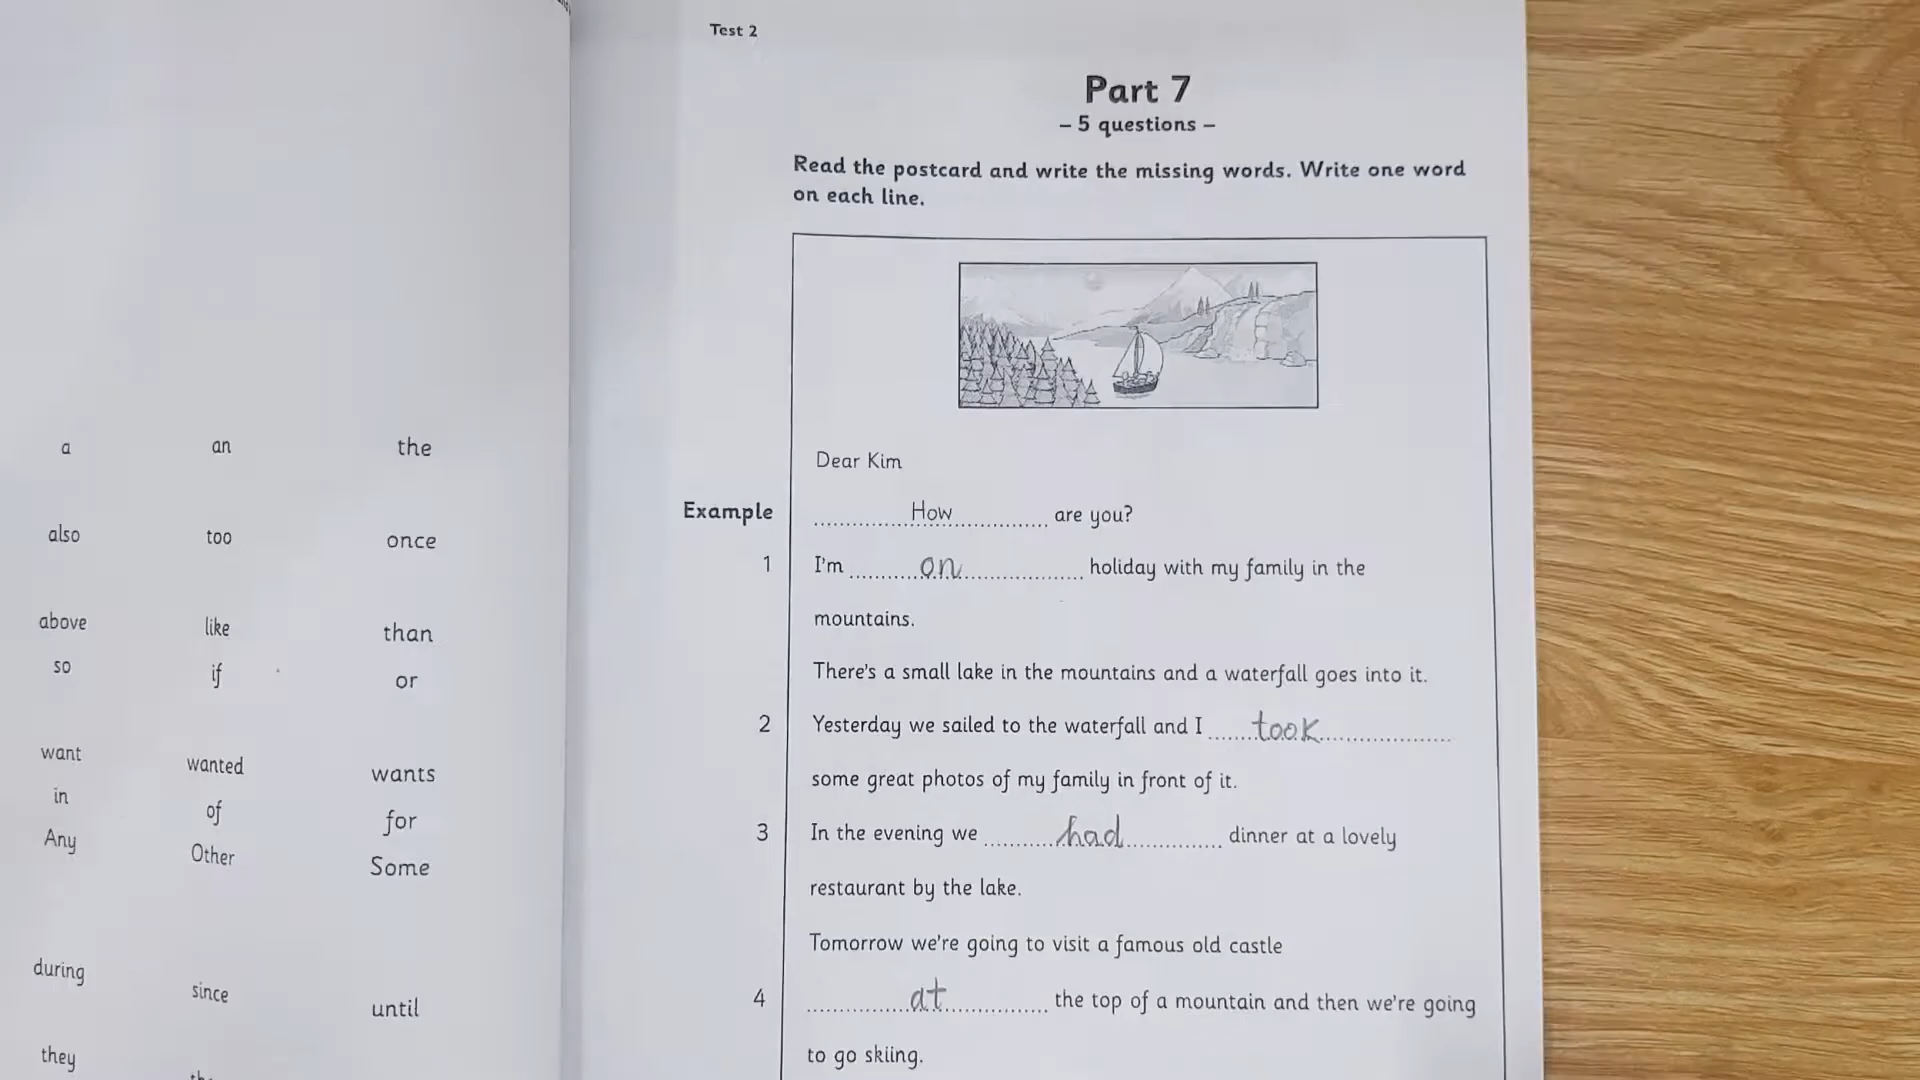 a an the
also too once
above like than
so if or
want wanted wants
in of for
Any Other Some
during since until
they
Test 2
Part 7
– 5 questions –
Read the postcard and write the missing words. Write one word
on each line.
Dear Kim
Example How are you?
1 I'm on holiday with my family in the
mountains.
There's a small lake in the mountains and a waterfall goes into it.
2 Yesterday we sailed to the waterfall and I took
some great photos of my family in front of it.
3 In the evening we had dinner at a lovely
restaurant by the lake.
Tomorrow we're going to visit a famous old castle
4 at the top of a mountain and then we're going
to go skiing.